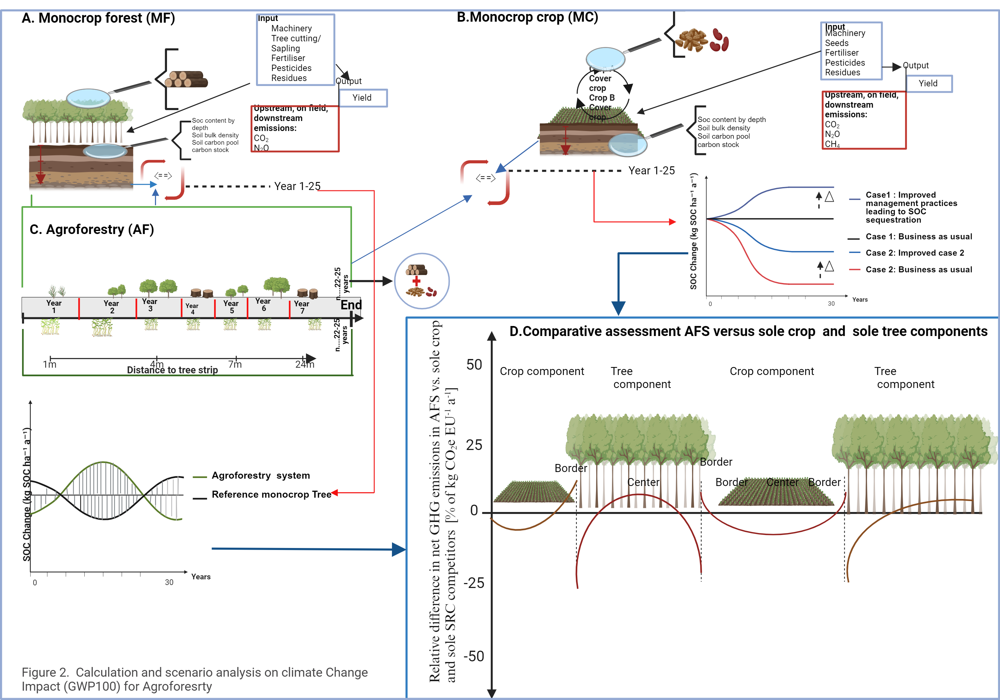 A. Monocrop forest (MF)
Input
Machinery
Tree cutting/
Sapling
Fertiliser
Pesticides
Residues
Output
Yield
Upstream, on field,
downstream
emissions:
CO₂
N₂O
Soc content by
depth
Soil bulk density
Soil carbon pool
carbon stock
<==>
Year 1-25
B.Monocrop crop (MC)
Cover
crop
Crop B
Cover
crop
Input
Machinery
Seeds
Fertiliser
Pesticides
Residues
Output
Yield
Upstream, on field,
downstream
emissions:
CO₂
N₂O
CH₄
Soc content by depth
Soil bulk density
Soil carbon pool
carbon stock
<==>
Year 1-25
SOC Change (kg SOC ha⁻¹ a⁻¹)
0
30
Years
Case1 : Improved
management practices
leading to SOC
sequestration
Case 1: Business as usual
Case 2: Improved case 2
Case 2: Business as usual
C. Agroforestry (AF)
Year
1
Year
2
Year
3
Year
4
Year
5
Year
6
Year
7
n....22-25
years
End
n....22-25
years
1m
4m
7m
24m
Distance to tree strip
SOC Change (kg SOC ha⁻¹ a⁻¹)
0
30
Years
Agroforestry system
Reference monocrop Tree
D.Comparative assessment AFS versus sole crop and sole tree components
Relative difference in net GHG emissions in AFS vs. sole crop
and sole SRC competitors [% of kg CO₂e EU⁻¹ a⁻¹]
50
25
0
-25
-50
Crop component
Tree
component
Crop component
Tree
component
Border
Center
Border
Border
Center
Border
Figure 2. Calculation and scenario analysis on climate Change
Impact (GWP100) for Agroforesrty